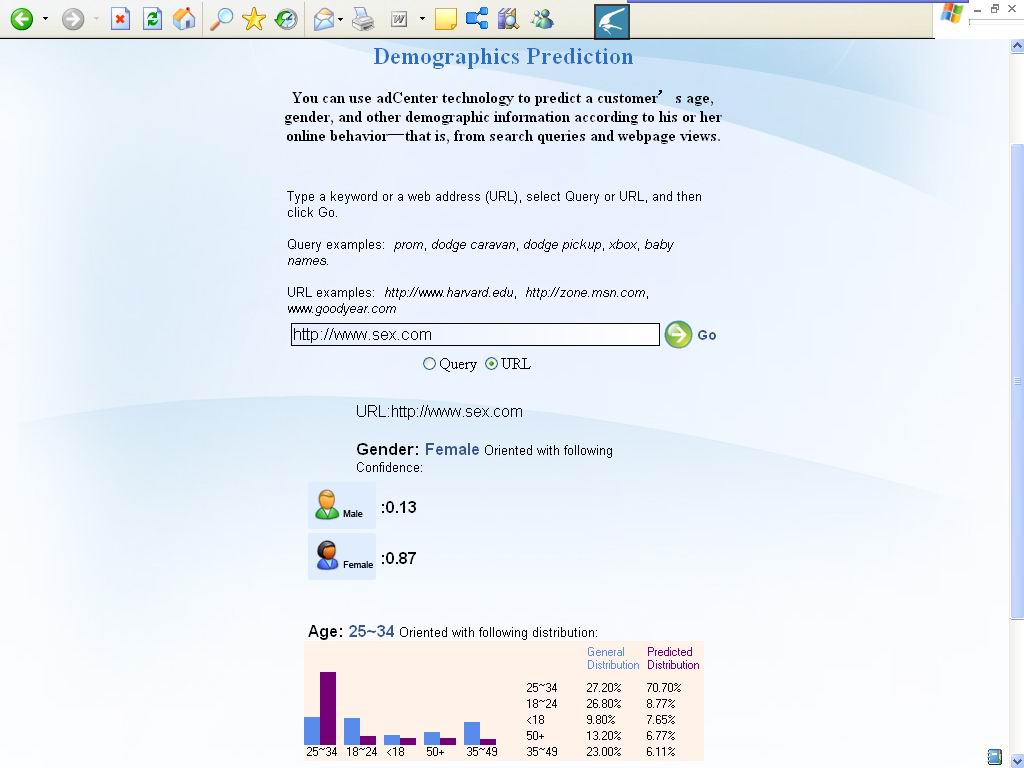 Demographics Prediction
You can use adCenter technology to predict a customer’ s age,
gender, and other demographic information according to his or her
online behavior—that is, from search queries and webpage views.
Type a keyword or a web address (URL), select Query or URL, and then
click Go.
Query examples: prom, dodge caravan, dodge pickup, xbox, baby
names.
URL examples: http://www.harvard.edu, http://zone.msn.com,
www.goodyear.com
http://www.sex.com Go
Query URL
URL:http://www.sex.com
Gender: Female Oriented with following
Confidence:
Male :0.13
Female :0.87
Age: 25~34 Oriented with following distribution:
General Predicted
Distribution Distribution
25~34 27.20% 70.70%
18~24 26.80% 8.77%
<18 9.80% 7.65%
50+ 13.20% 6.77%
35~49 23.00% 6.11%
25~34 18~24 <18 50+ 35~49